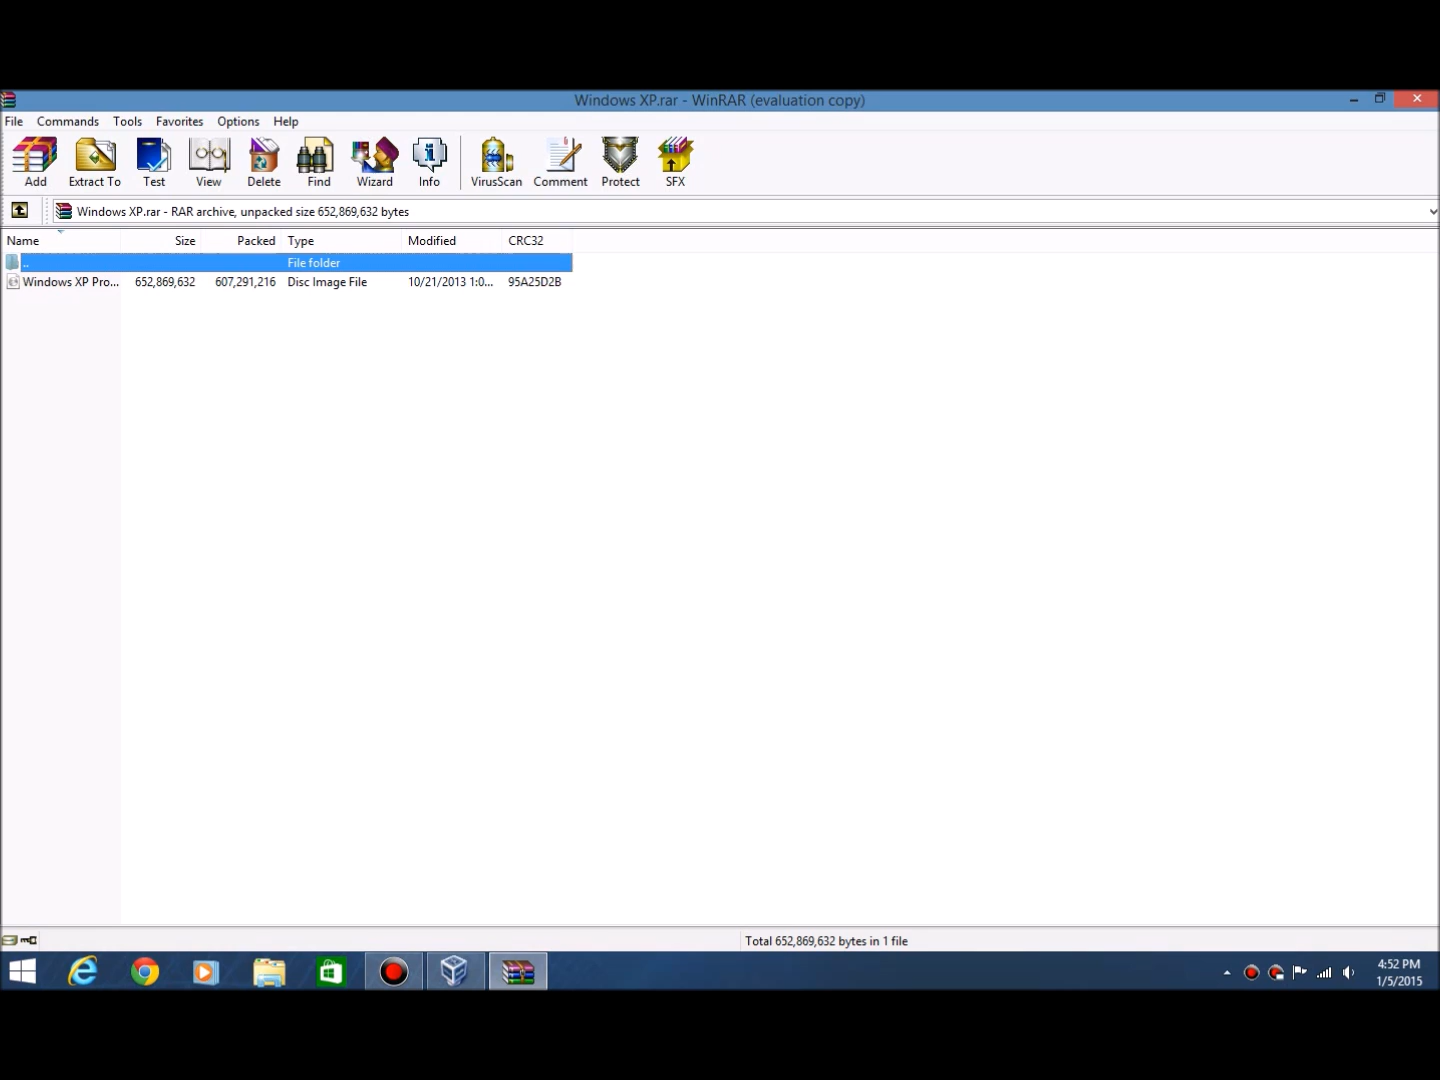 Windows XP.rar - WinRAR (evaluation copy)
File Commands Tools Favorites Options Help
Add Extract To Test View Delete Find Wizard Info VirusScan Comment Protect SFX
Windows XP.rar - RAR archive, unpacked size 652,869,632 bytes
Name Size Packed Type Modified CRC32
.. File folder
Windows XP Pro... 652,869,632 607,291,216 Disc Image File 10/21/2013 1:0... 95A25D2B
Total 652,869,632 bytes in 1 file
4:52 PM
1/5/2015